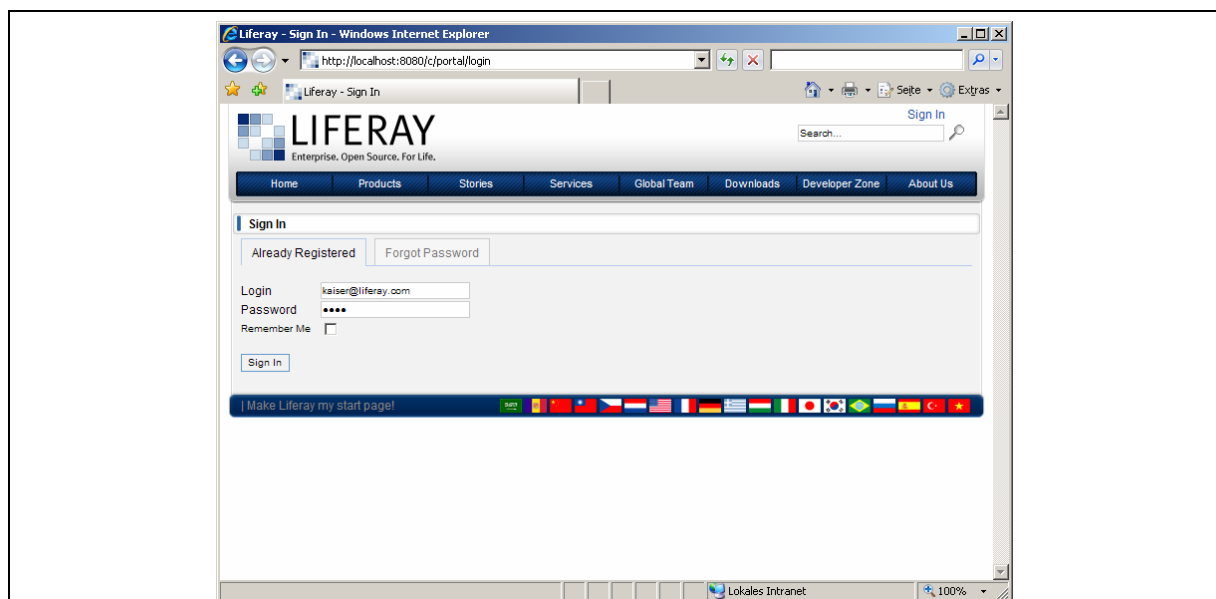 Liferay - Sign In - Windows Internet Explorer
http://localhost:8080/c/portal/login
Liferay - Sign In
Seite
Extras
LIFERAY
Enterprise. Open Source. For Life.
Sign In
Search...
Home Products Stories Services Global Team Downloads Developer Zone About Us
Sign In
Already Registered Forgot Password
Login kaiser@liferay.com
Password ••••
Remember Me
Sign In
| Make Liferay my start page!
Lokales Intranet 100%